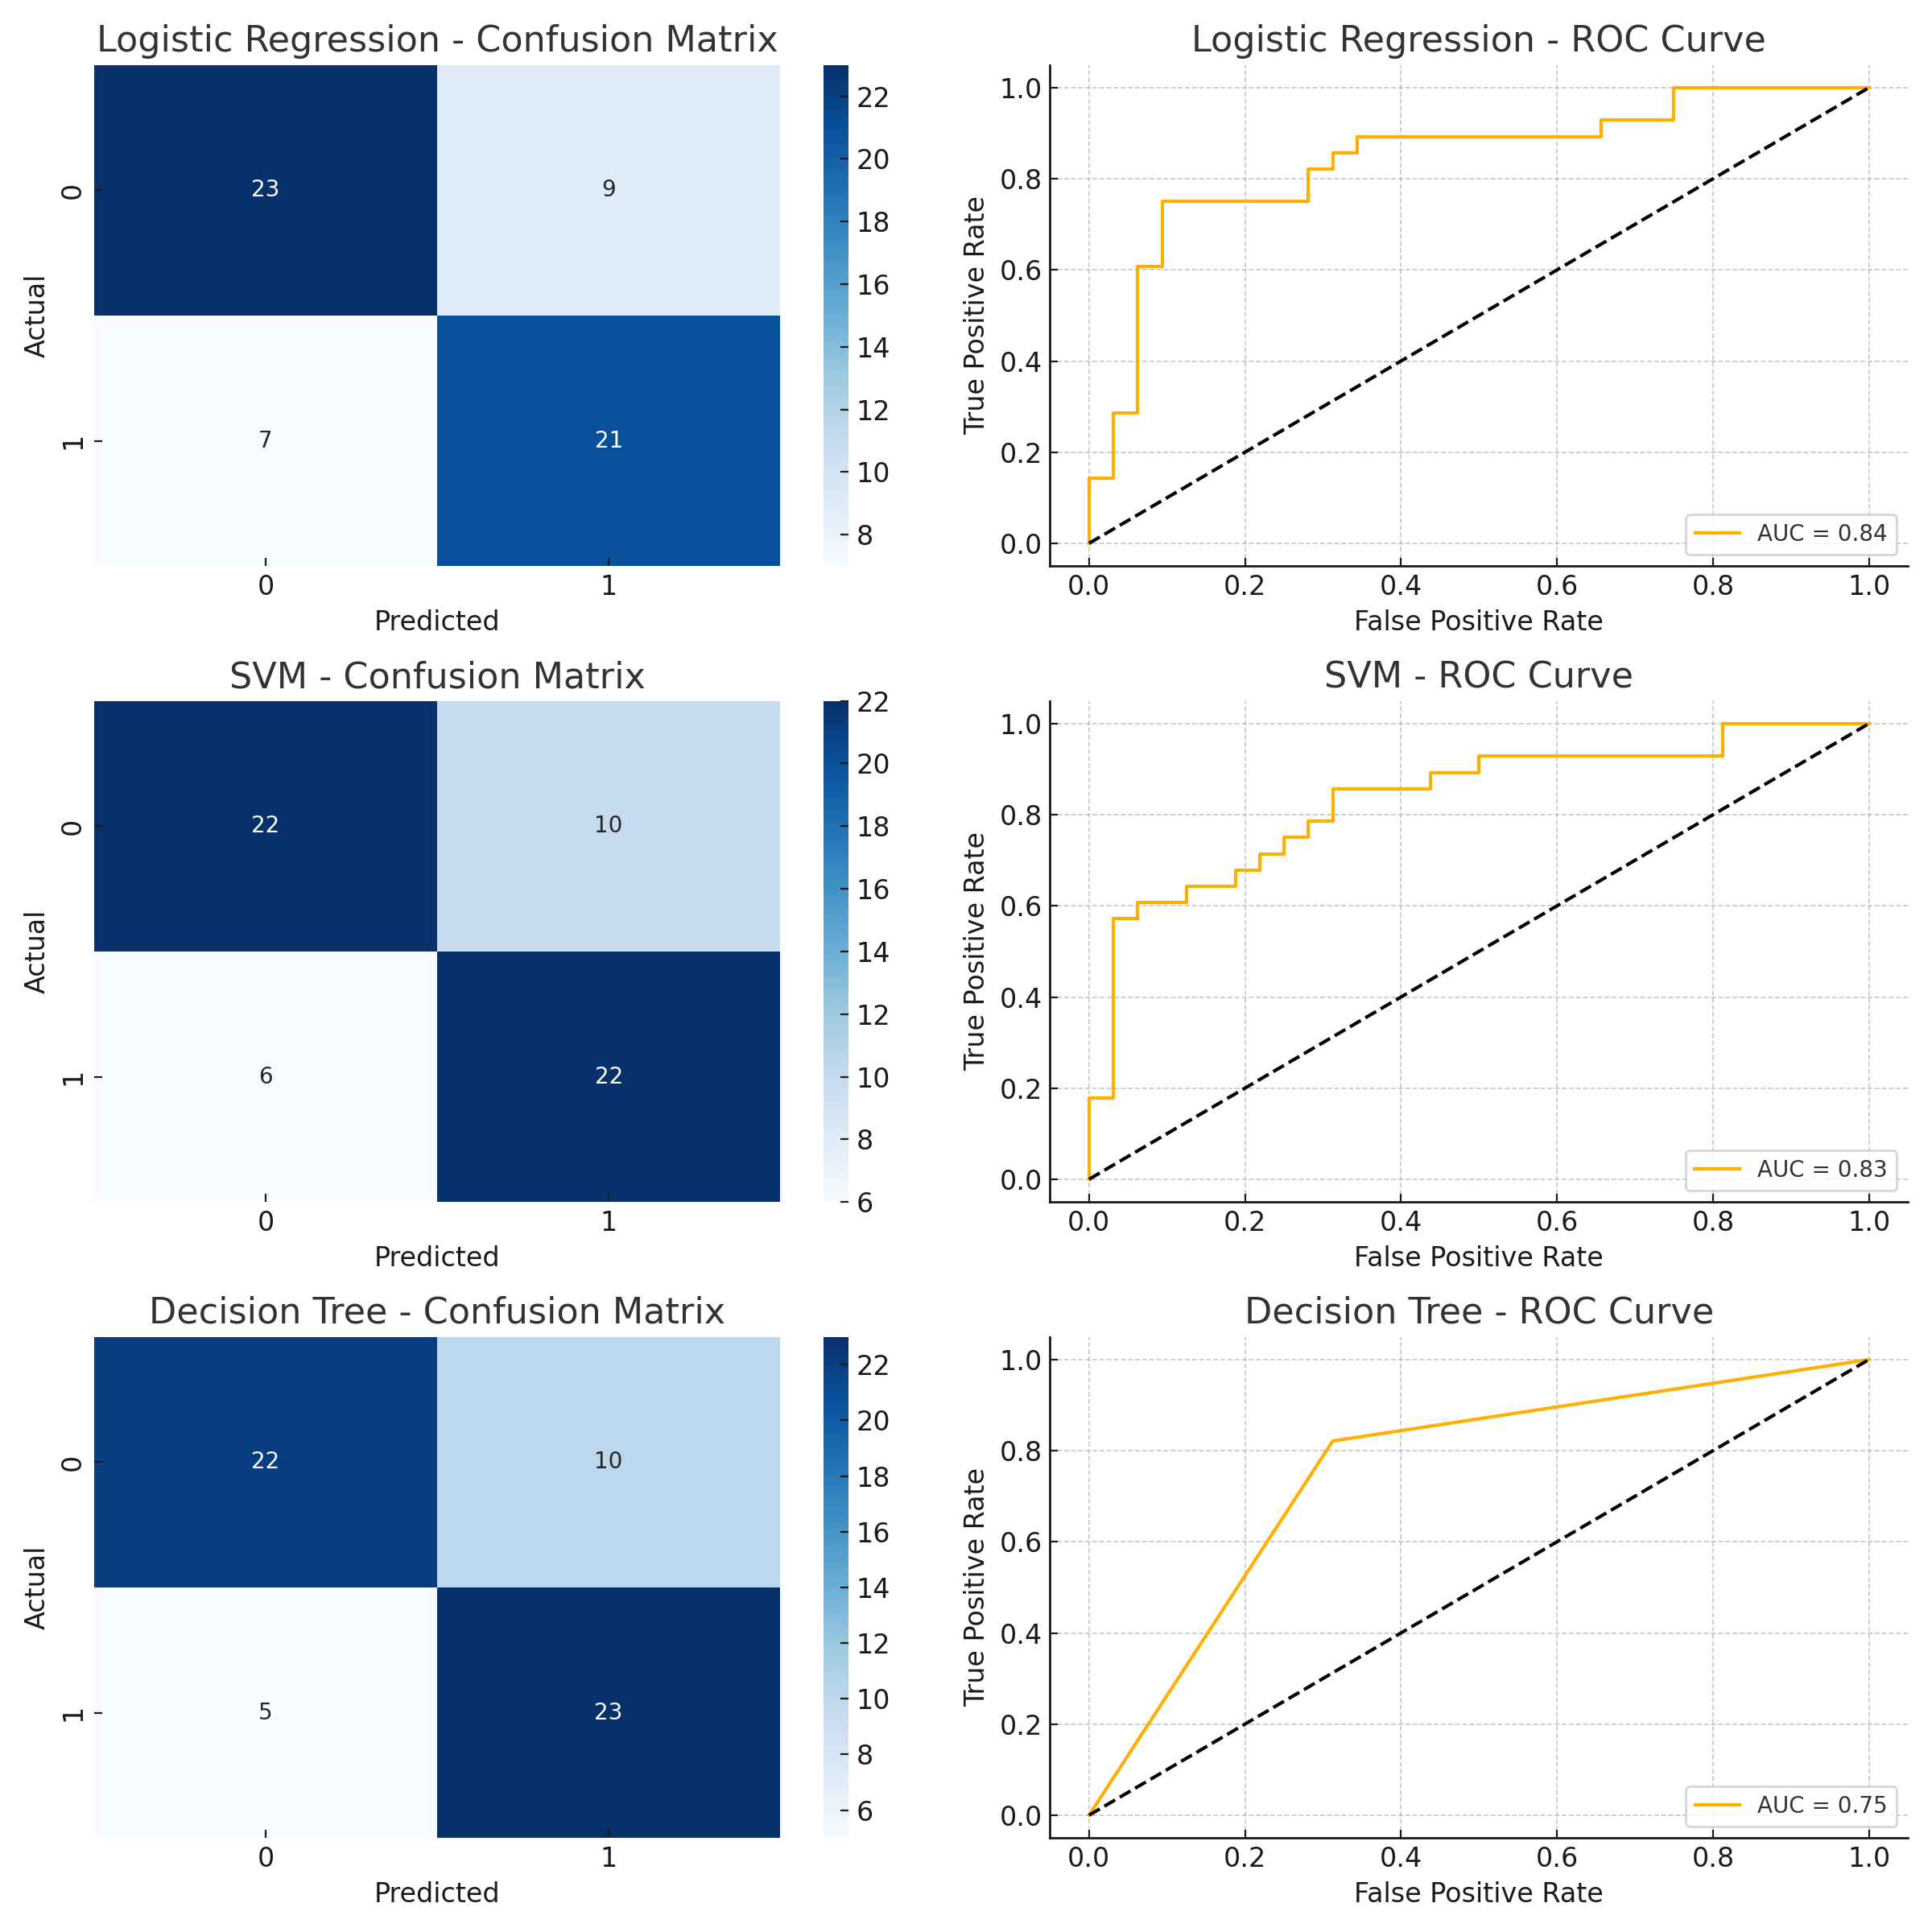 Logistic Regression - Confusion Matrix
0
1
Actual
23
9
7
21
0
1
Predicted
22
20
18
16
14
12
10
8
Logistic Regression - ROC Curve
1.0
0.8
0.6
0.4
0.2
0.0
True Positive Rate
AUC = 0.84
0.0 0.2 0.4 0.6 0.8 1.0
False Positive Rate
SVM - Confusion Matrix
0
1
Actual
22
10
6
22
0
1
Predicted
22
20
18
16
14
12
10
8
6
SVM - ROC Curve
1.0
0.8
0.6
0.4
0.2
0.0
True Positive Rate
AUC = 0.83
0.0 0.2 0.4 0.6 0.8 1.0
False Positive Rate
Decision Tree - Confusion Matrix
0
1
Actual
22
10
5
23
0
1
Predicted
22
20
18
16
14
12
10
8
6
Decision Tree - ROC Curve
1.0
0.8
0.6
0.4
0.2
0.0
True Positive Rate
AUC = 0.75
0.0 0.2 0.4 0.6 0.8 1.0
False Positive Rate